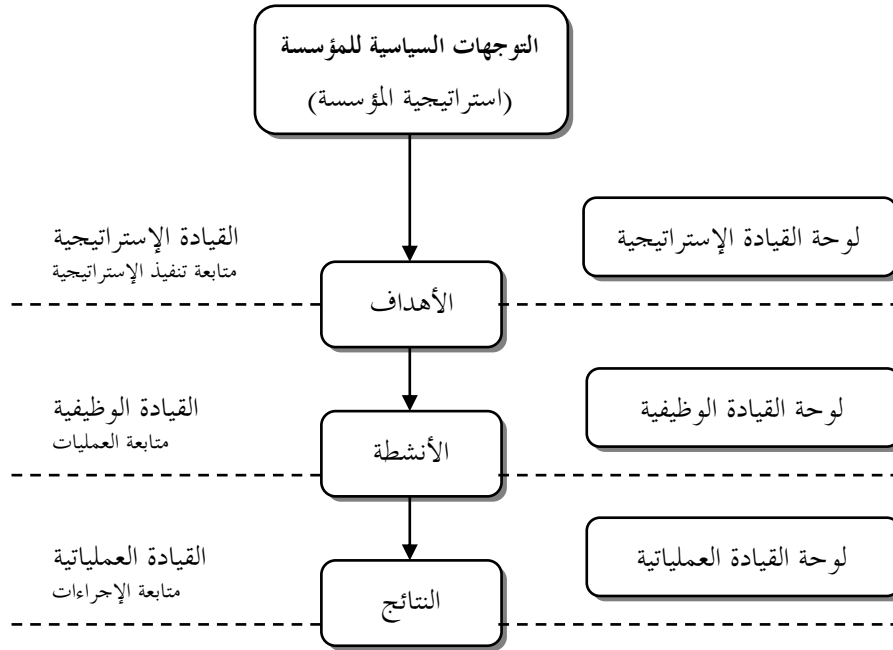 التوجهات السياسية للمؤسسة
(استراتيجية المؤسسة)
لوحة القيادة الإستراتيجية
القيادة الإستراتيجية
متابعة تنفيذ الإستراتيجية
الأهداف
لوحة القيادة الوظيفية
القيادة الوظيفية
متابعة العمليات
الأنشطة
لوحة القيادة العملياتية
القيادة العملياتية
متابعة الإجراءات
النتائج